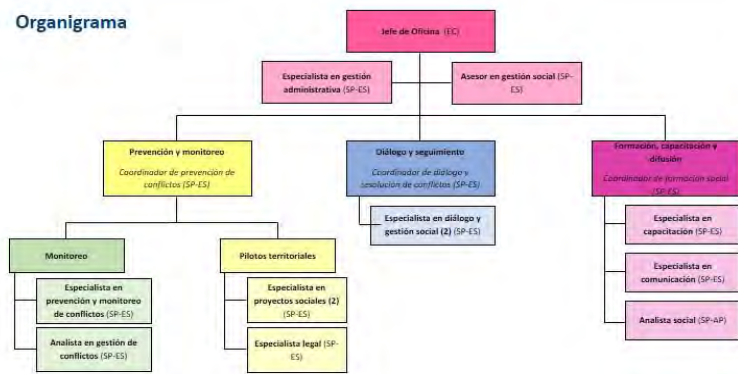 Organigrama
Jefe de Oficina (EC)
Especialista en gestión
administrativa (SP-ES)
Asesor en gestión social (SP-
ES)
Prevención y monitoreo
Coordinador de prevención de
conflictos (SP-ES)
Diálogo y seguimiento
Coordinador de diálogo y
resolución de conflictos (SP-ES)
Formación, capacitación y
difusión
Coordinador de formación social
(SP-ES)
Monitoreo
Especialista en
prevención y monitoreo
de conflictos (SP-ES)
Analista en gestión de
conflictos (SP-ES)
Pilotos territoriales
Especialista en
proyectos sociales (2)
(SP-ES)
Especialista legal (SP-
ES)
Especialista en diálogo y
gestión social (2) (SP-ES)
Especialista en
capacitación (SP-ES)
Especialista en
comunicación (SP-ES)
Analista social (SP-AP)